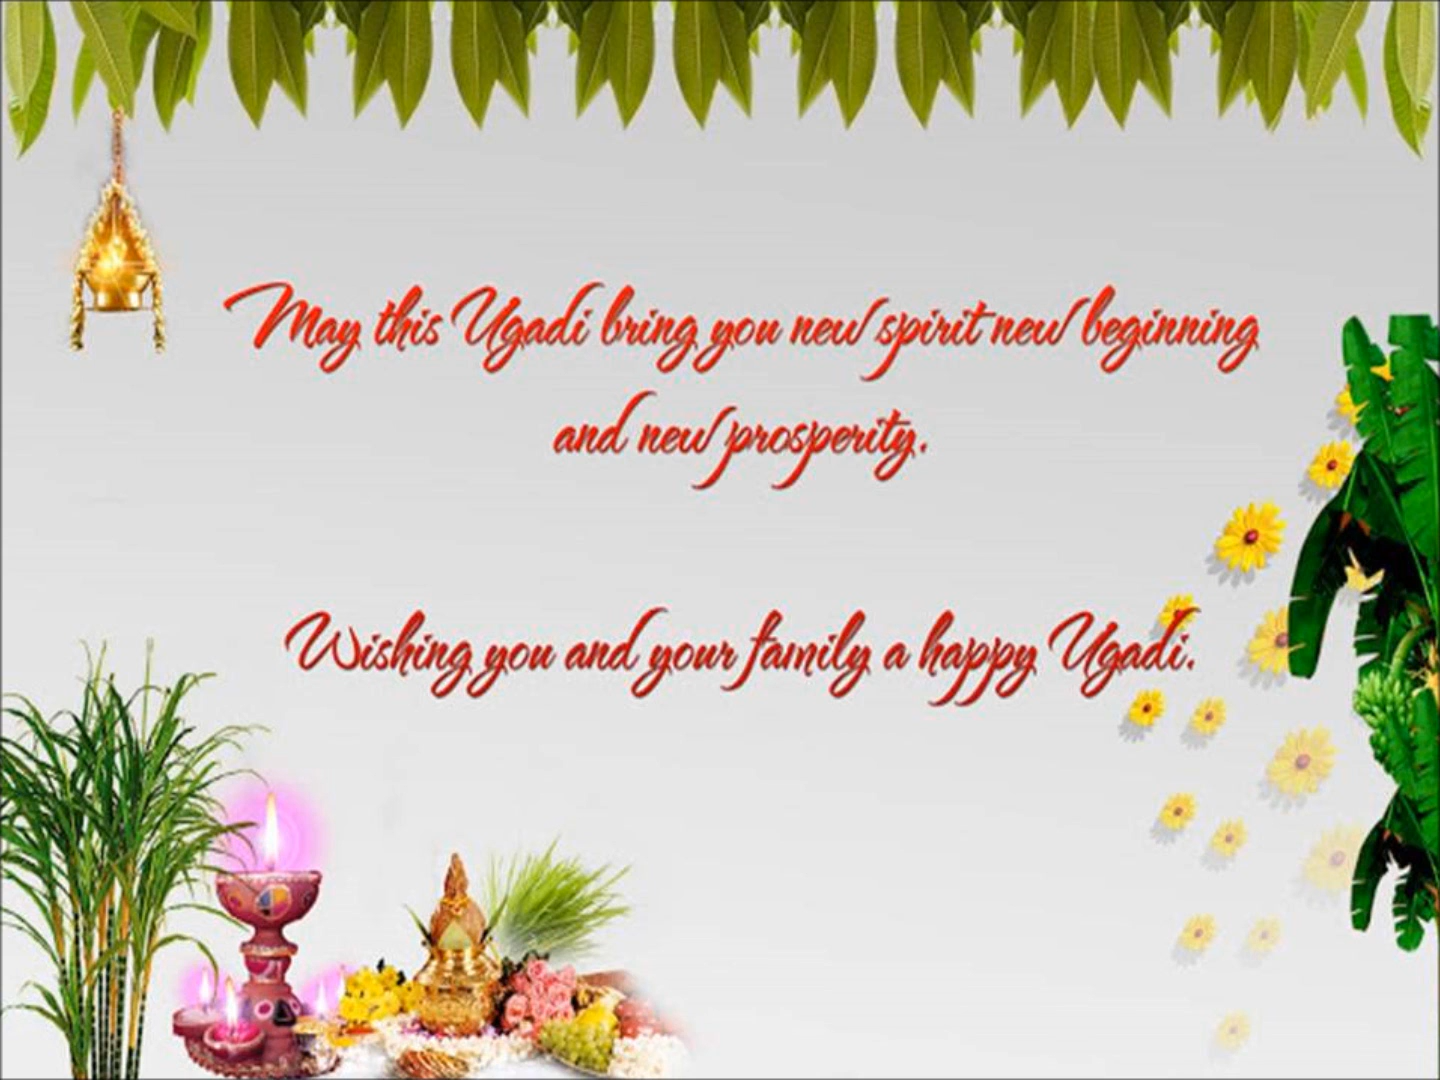 May this Ugadi bring you new spirit new beginning
and new prosperity.
Wishing you and your family a happy Ugadi.